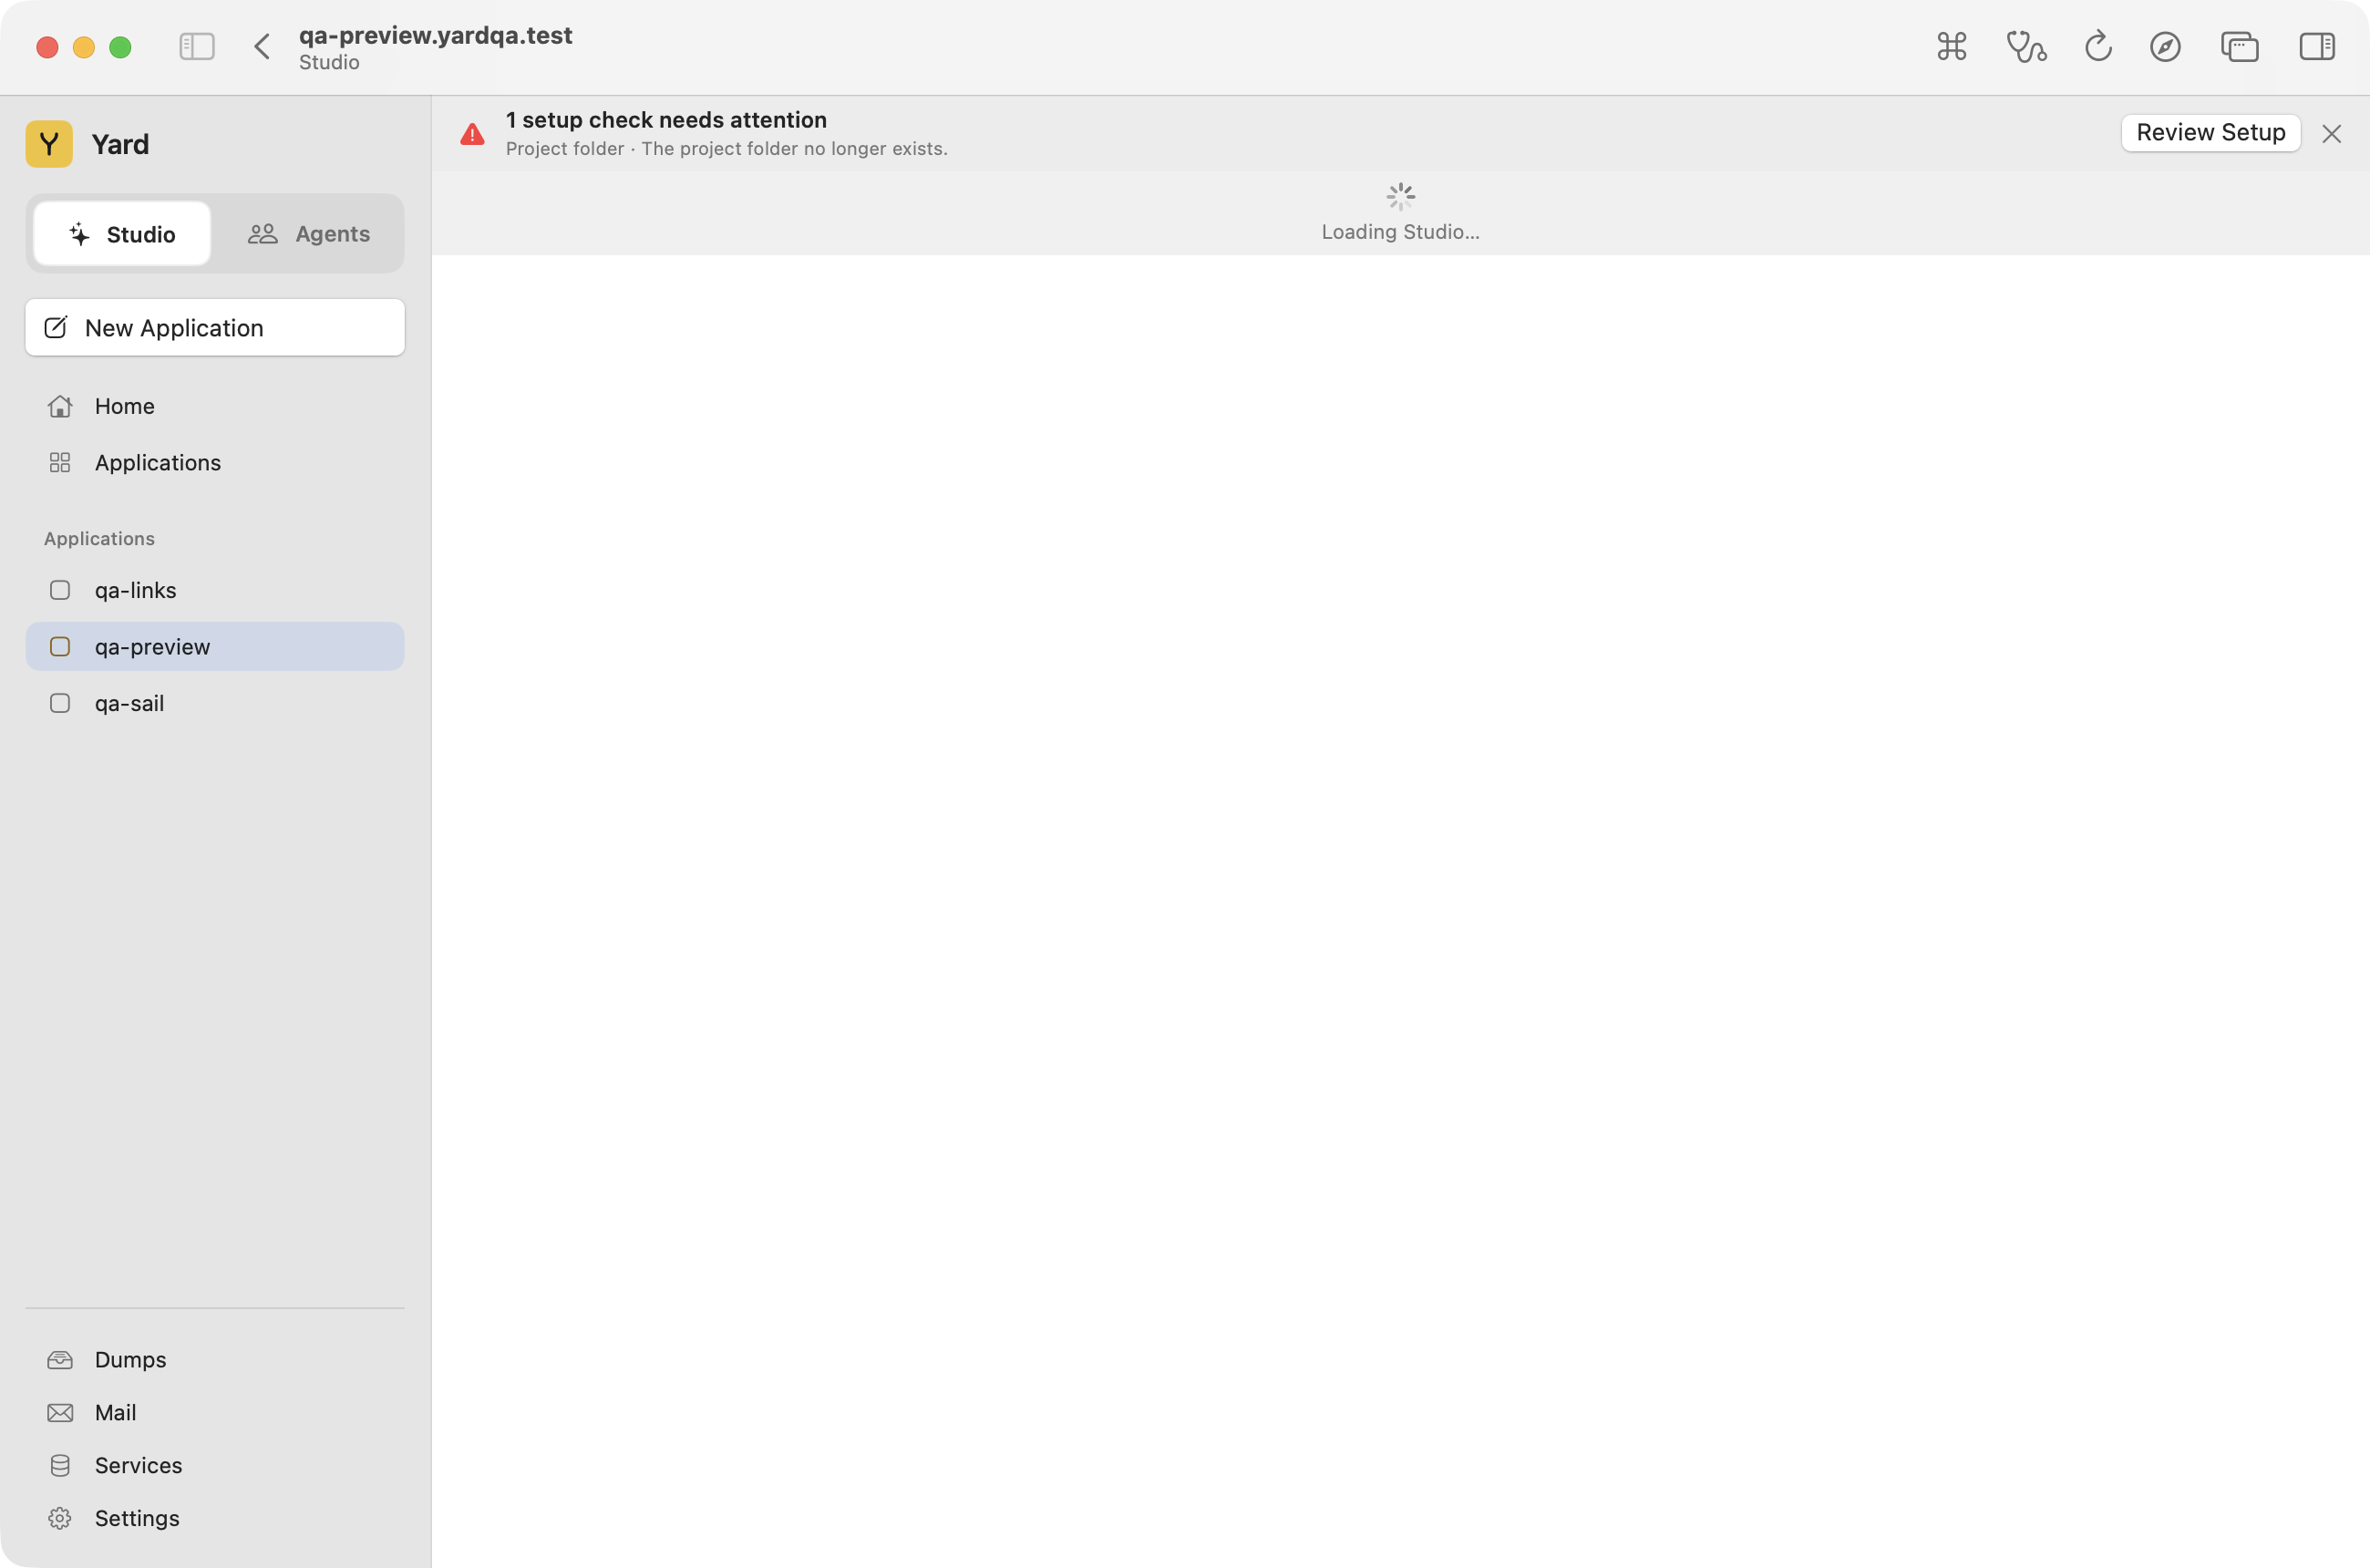 qa-preview.yardqa.test
Studio
Y
Yard
Studio
Agents
New Application
Home
Applications
Applications
qa-links
qa-preview
qa-sail
Dumps
Mail
Services
Settings
1 setup check needs attention
Project folder · The project folder no longer exists.
Review Setup
Loading Studio...